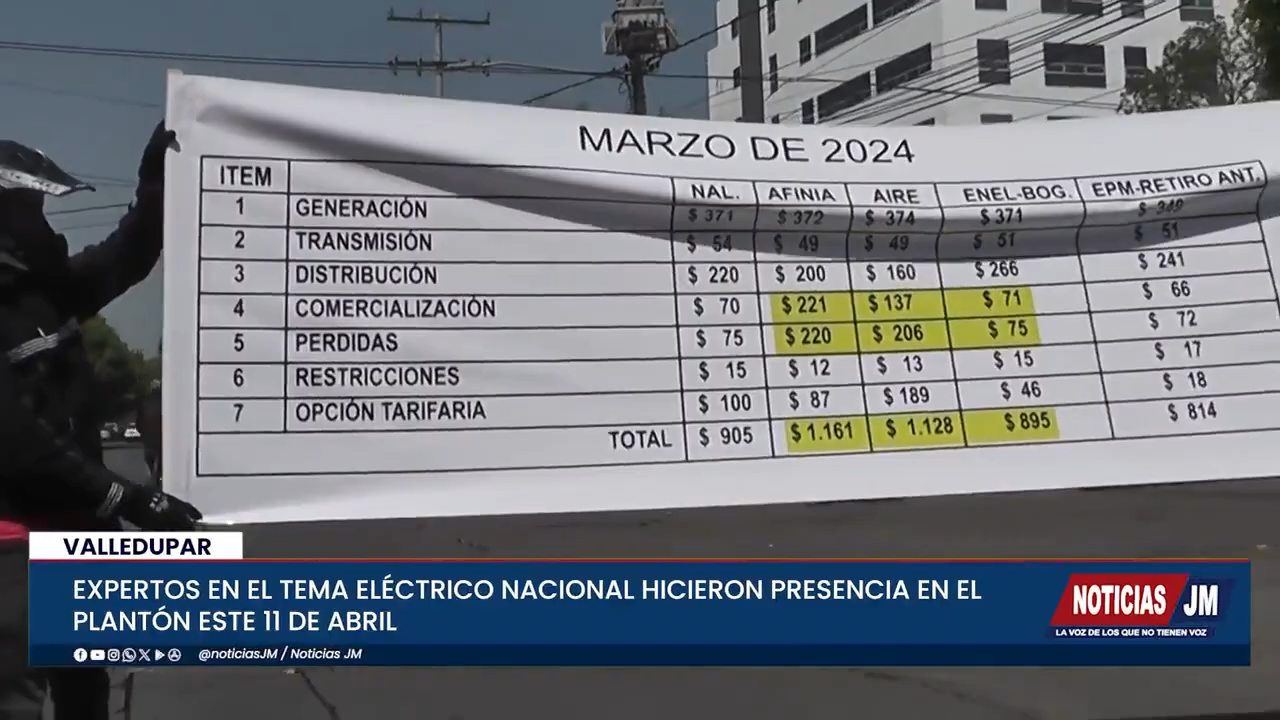 MARZO DE 2024
ITEM NAL. AFINIA AIRE ENEL-BOG. EPM-RETIRO ANT.
1 GENERACIÓN $ 371 $ 372 $ 374 $ 371 $ 349
2 TRANSMISIÓN $ 54 $ 49 $ 49 $ 51 $ 51
3 DISTRIBUCIÓN $ 220 $ 200 $ 160 $ 266 $ 241
4 COMERCIALIZACIÓN $ 70 $ 221 $ 137 $ 71 $ 66
5 PERDIDAS $ 75 $ 220 $ 206 $ 75 $ 72
6 RESTRICCIONES $ 15 $ 12 $ 13 $ 15 $ 17
7 OPCIÓN TARIFARIA $ 100 $ 87 $ 189 $ 46 $ 18
TOTAL $ 905 $ 1.161 $ 1.128 $ 895 $ 814
VALLEDUPAR
EXPERTOS EN EL TEMA ELÉCTRICO NACIONAL HICIERON PRESENCIA EN EL
PLANTÓN ESTE 11 DE ABRIL
NOTICIAS JM
LA VOZ DE LOS QUE NO TIENEN VOZ
@noticiasJM / Noticias JM